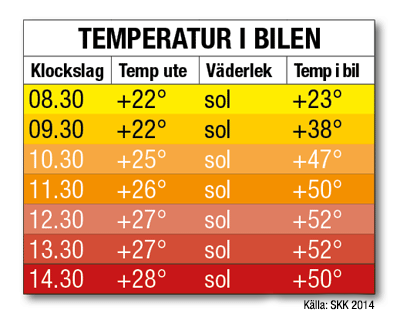 TEMPERATUR I BILEN
Klockslag Temp ute Väderlek Temp i bil
08.30 +22° sol +23°
09.30 +22° sol +38°
10.30 +25° sol +47°
11.30 +26° sol +50°
12.30 +27° sol +52°
13.30 +27° sol +52°
14.30 +28° sol +50°
Källa: SKK 2014